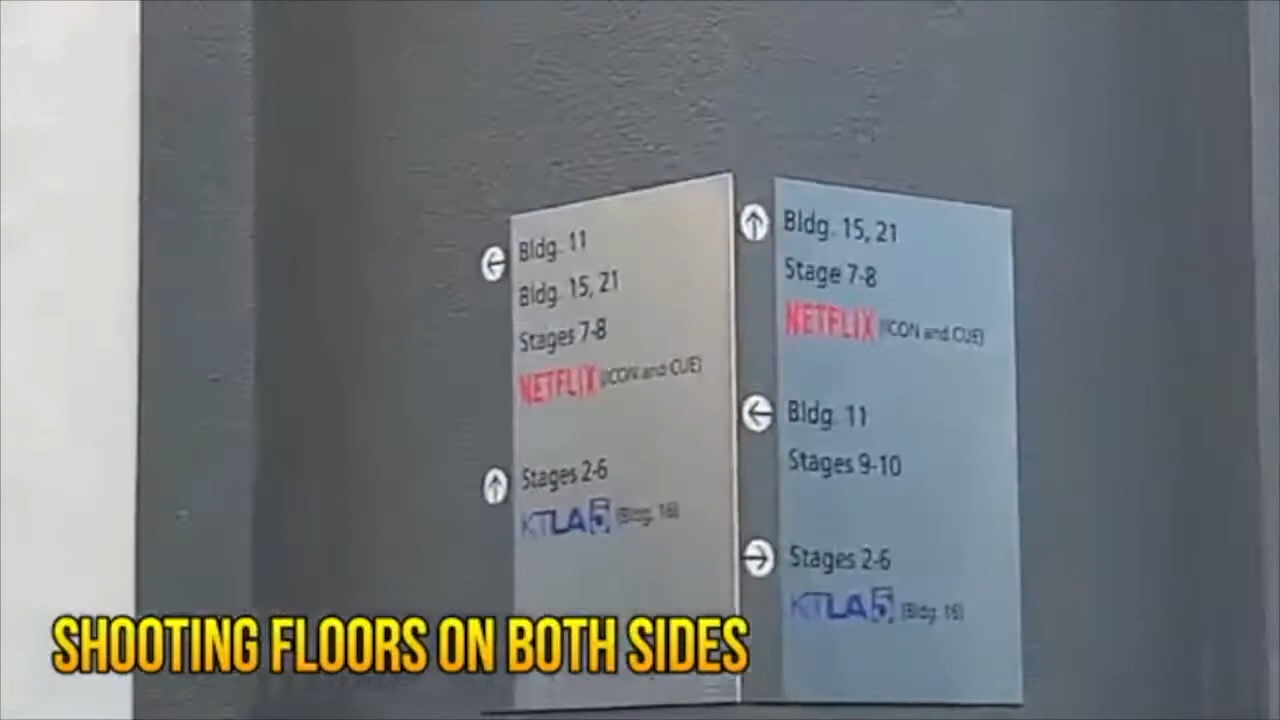 Bldg. 11
Bldg. 15, 21
Stages 7-8
NETFLIX (ICON and CUE)
Stages 2-6
KTLA 5 (Bldg. 16)
Bldg. 15, 21
Stage 7-8
NETFLIX (ICON and CUE)
Bldg. 11
Stages 9-10
Stages 2-6
KTLA 5 (Bldg. 16)
SHOOTING FLOORS ON BOTH SIDES